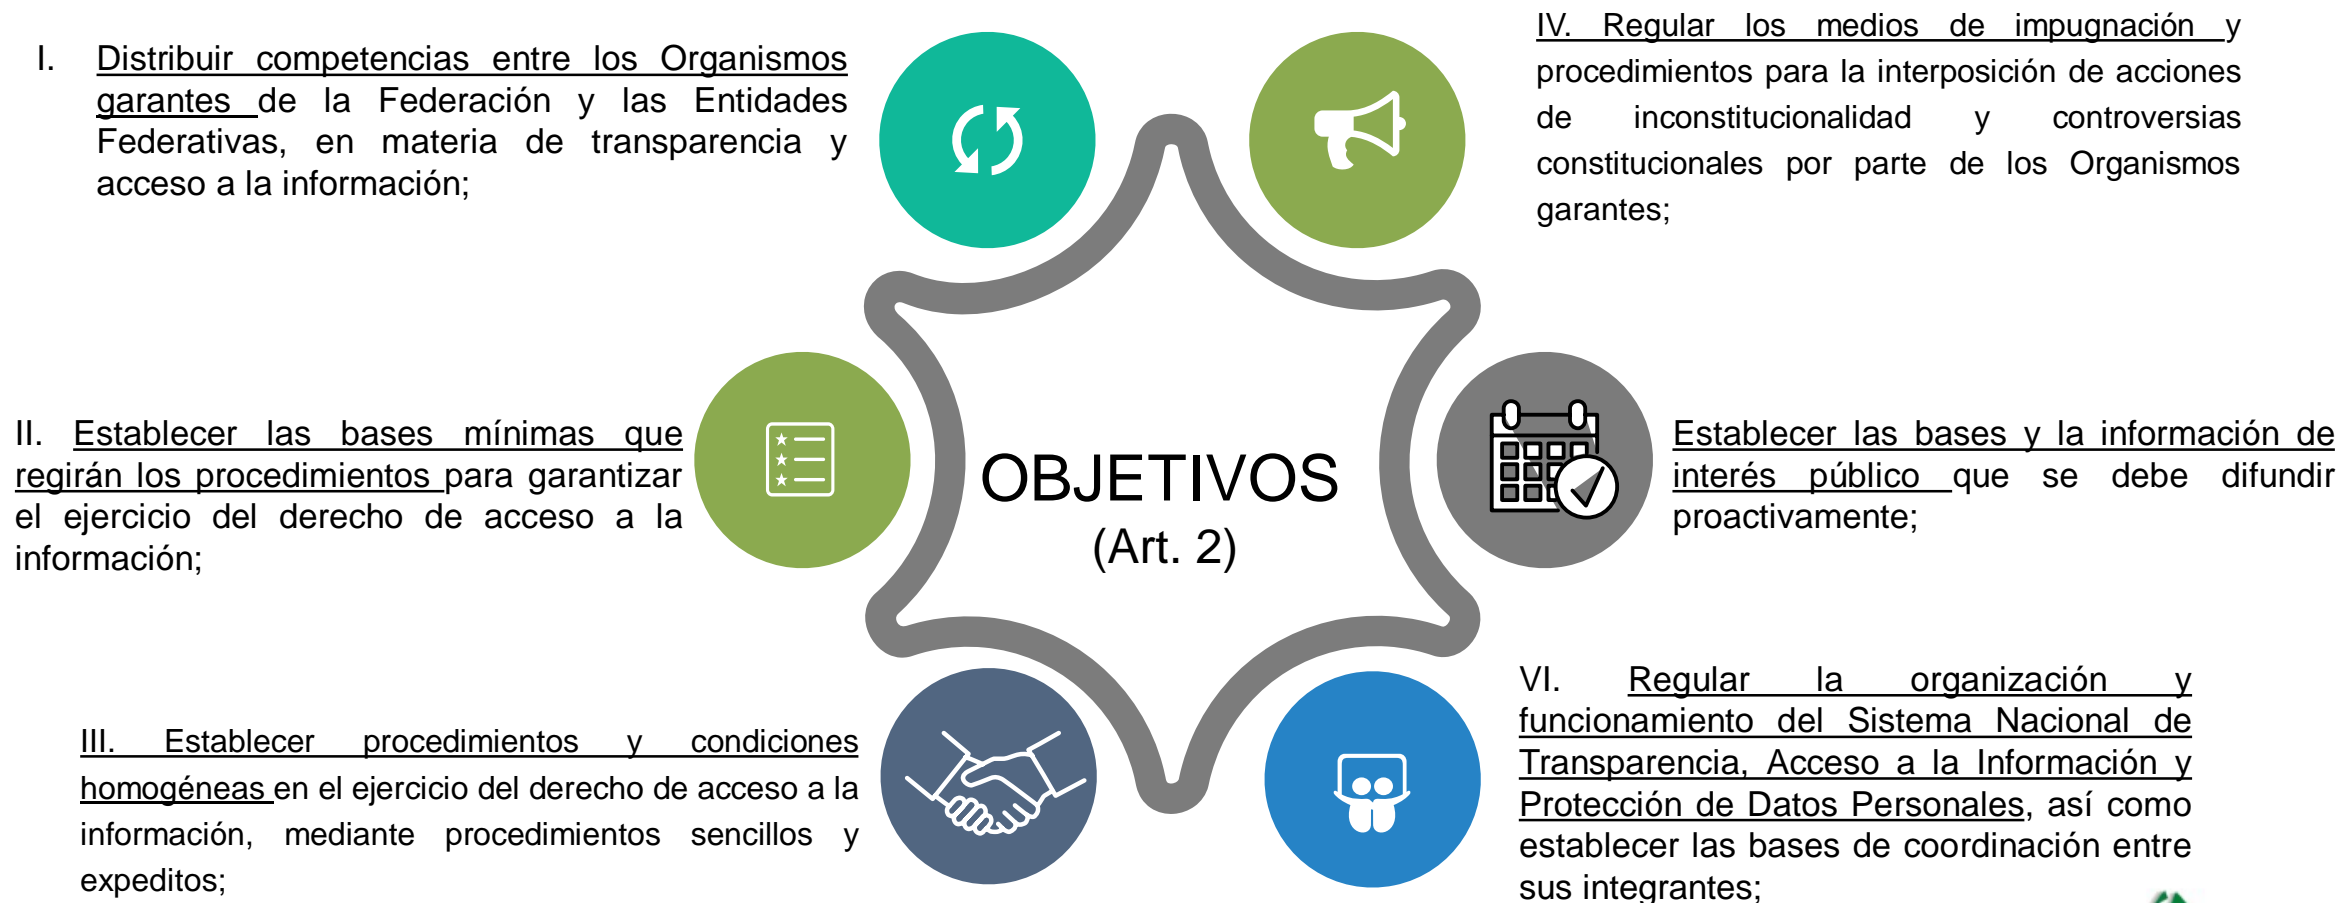 I. Distribuir competencias entre los Organismos
garantes de la Federación y las Entidades
Federativas, en materia de transparencia y
acceso a la información;
II. Establecer las bases mínimas que
regirán los procedimientos para garantizar
el ejercicio del derecho de acceso a la
información;
III. Establecer procedimientos y condiciones
homogéneas en el ejercicio del derecho de acceso a la
información, mediante procedimientos sencillos y
expeditos;
OBJETIVOS
(Art. 2)
IV. Regular los medios de impugnación y
procedimientos para la interposición de acciones
de inconstitucionalidad y controversias
constitucionales por parte de los Organismos
garantes;
Establecer las bases y la información de
interés público que se debe difundir
proactivamente;
VI. Regular la organización y
funcionamiento del Sistema Nacional de
Transparencia, Acceso a la Información y
Protección de Datos Personales, así como
establecer las bases de coordinación entre
sus integrantes;